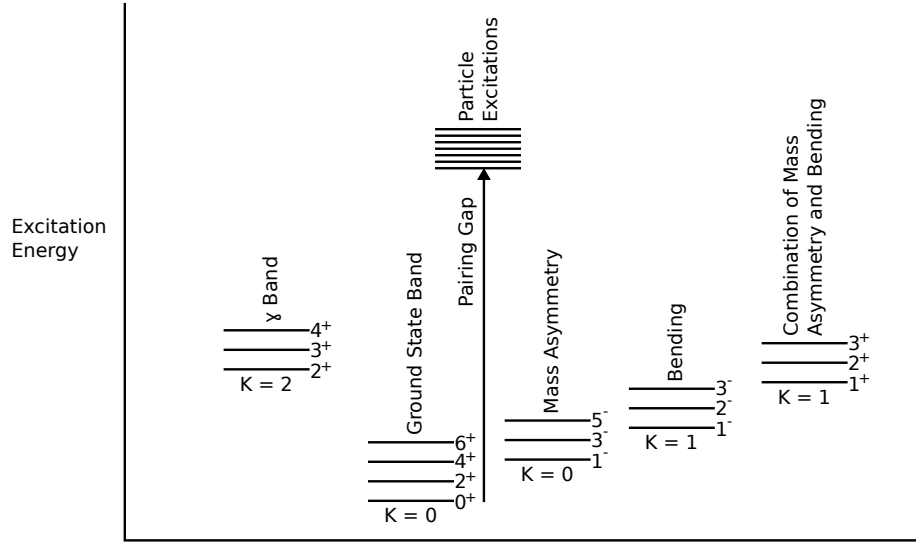 Excitation
Energy
ɣ Band
4+
3+
2+
K = 2
Ground State Band
6+
4+
2+
0+
K = 0
Particle
Excitations
Pairing Gap
Mass Asymmetry
5-
3-
1-
K = 0
Bending
3-
2-
1-
K = 1
Combination of Mass
Asymmetry and Bending
3+
2+
1+
K = 1